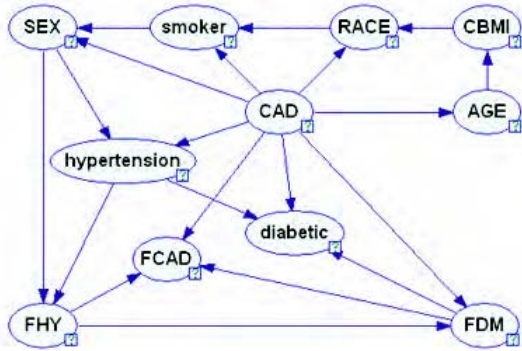 SEX
smoker
RACE
CBMI
CAD
AGE
hypertension
diabetic
FCAD
FHY
FDM